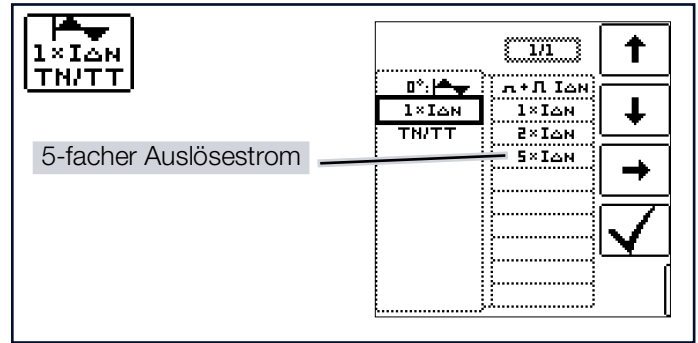 1×IΔN
TN/TT
5-facher Auslösestrom
1/1
0°:
1×IΔN
TN/TT
⊓+⊓ IΔN
1×IΔN
2×IΔN
5×IΔN